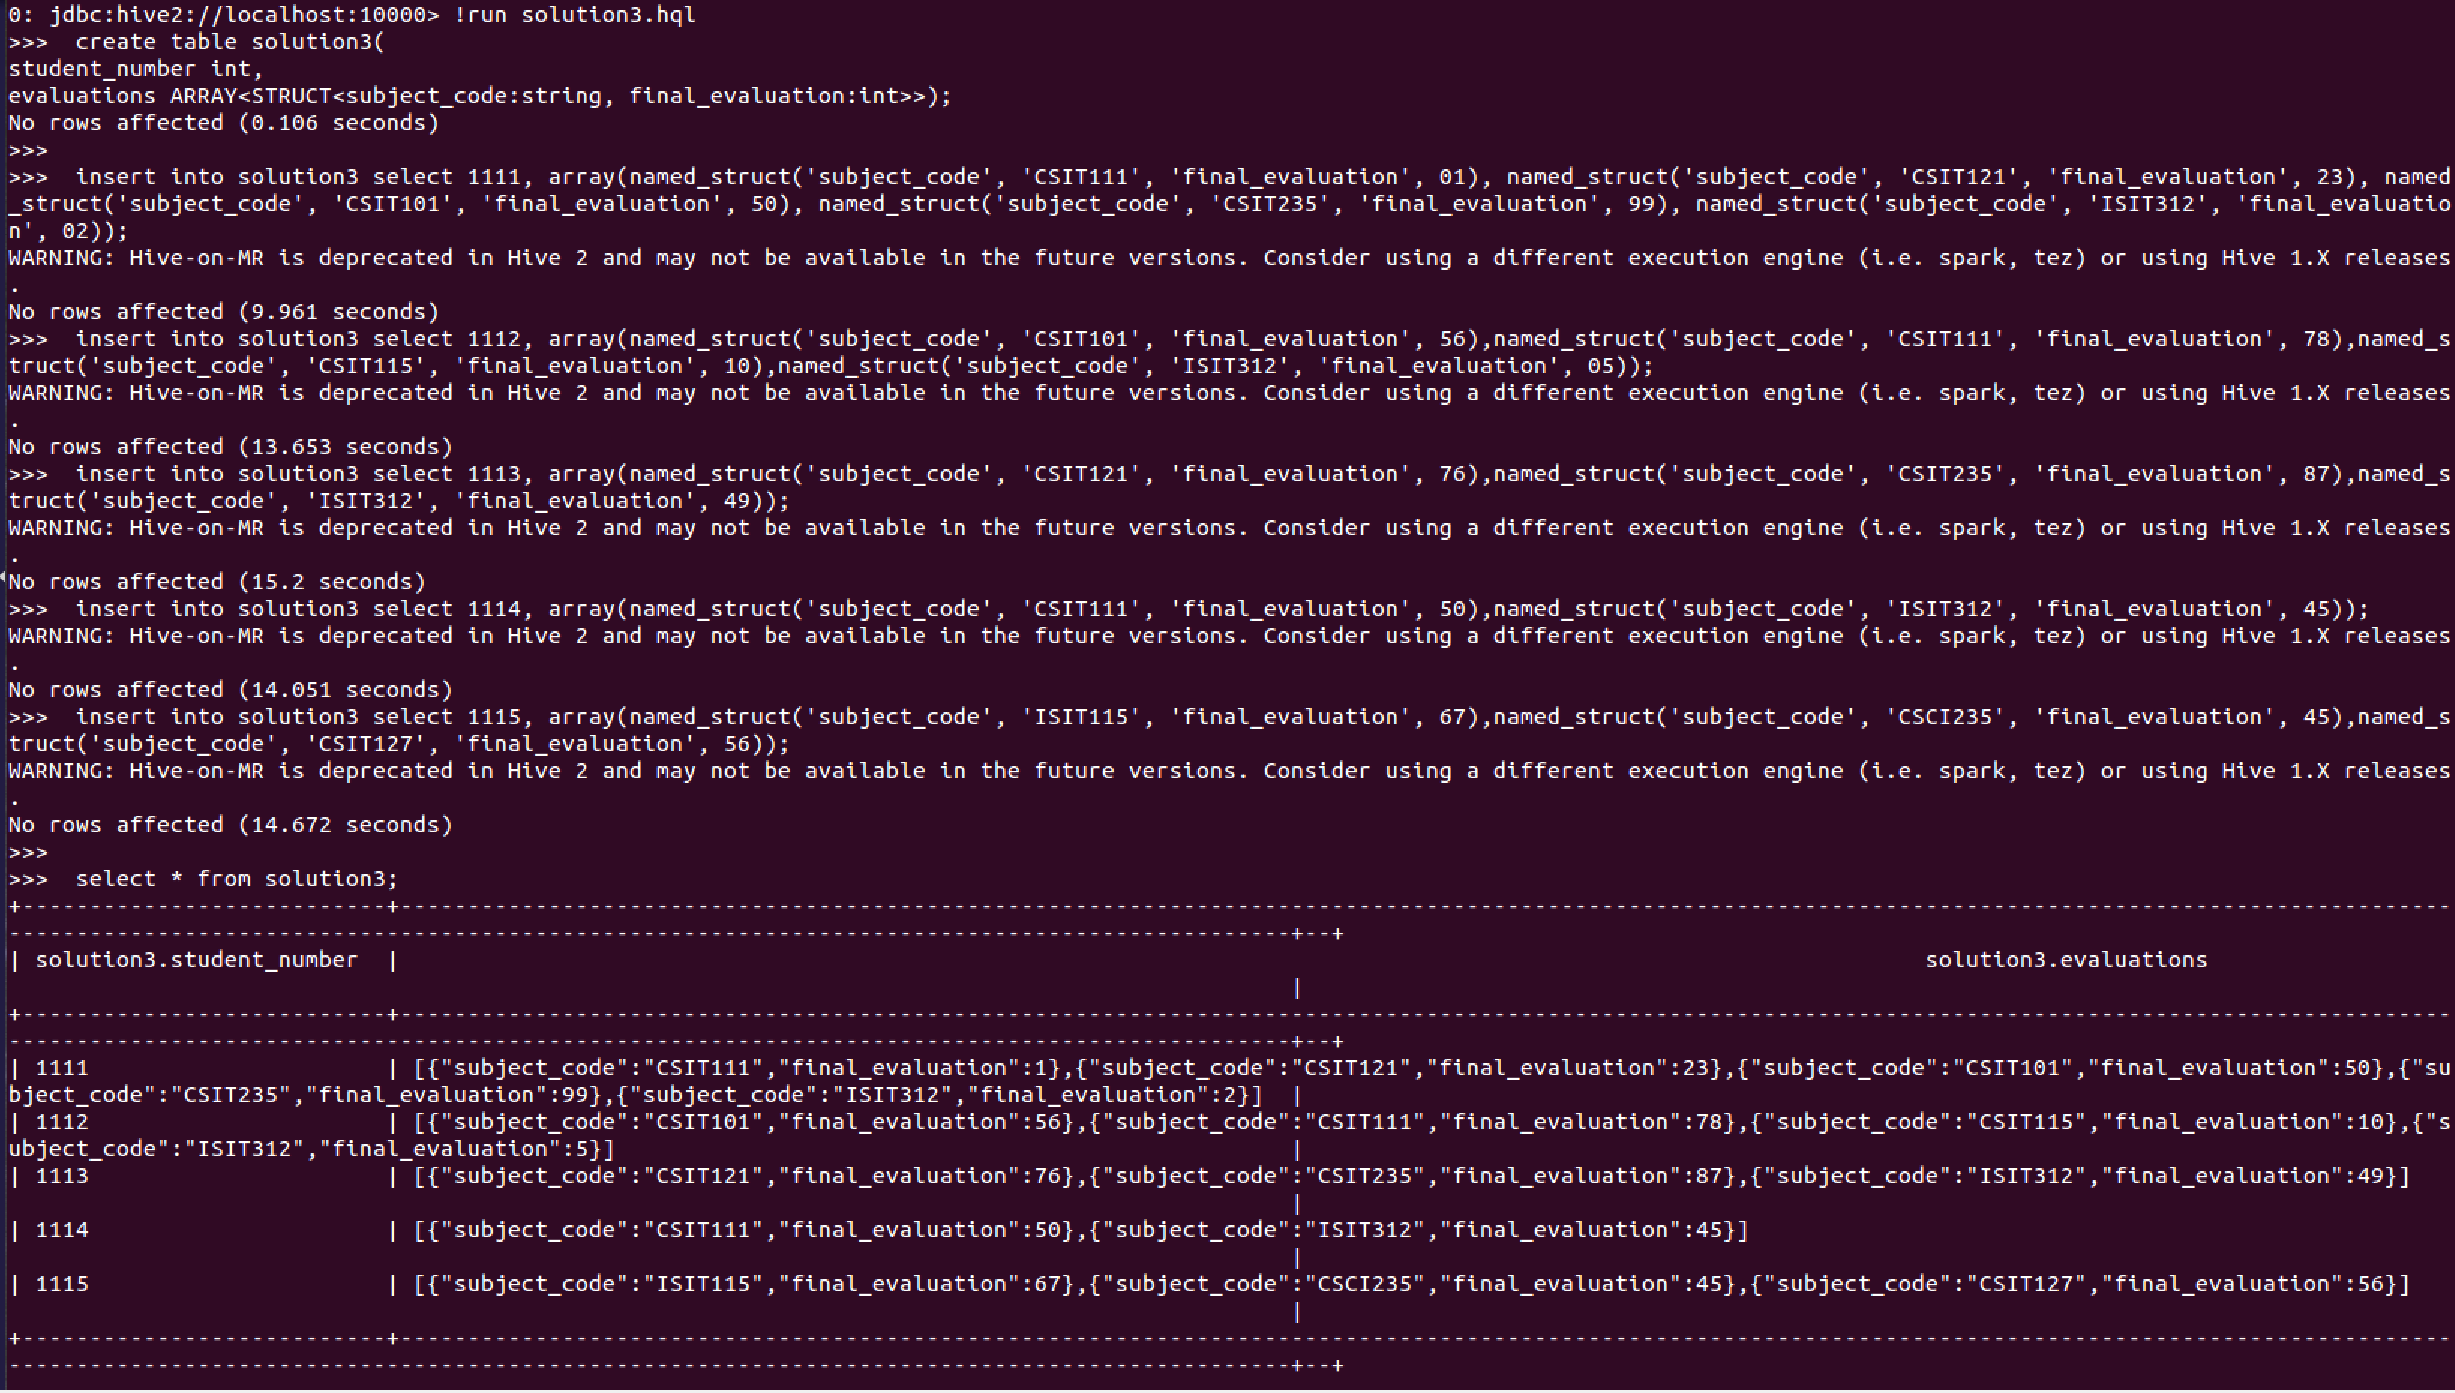 0: jdbc:hive2://localhost:10000> !run solution3.hql
>>>  create table solution3(
student_number int,
evaluations ARRAY<STRUCT<subject_code:string, final_evaluation:int>>);
No rows affected (0.106 seconds)
>>>
>>>  insert into solution3 select 1111, array(named_struct('subject_code', 'CSIT111', 'final_evaluation', 01), named_struct('subject_code', 'CSIT121', 'final_evaluation', 23), named
_struct('subject_code', 'CSIT101', 'final_evaluation', 50), named_struct('subject_code', 'CSIT235', 'final_evaluation', 99), named_struct('subject_code', 'ISIT312', 'final_evaluatio
n', 02));
WARNING: Hive-on-MR is deprecated in Hive 2 and may not be available in the future versions. Consider using a different execution engine (i.e. spark, tez) or using Hive 1.X releases
.
No rows affected (9.961 seconds)
>>>  insert into solution3 select 1112, array(named_struct('subject_code', 'CSIT101', 'final_evaluation', 56),named_struct('subject_code', 'CSIT111', 'final_evaluation', 78),named_s
truct('subject_code', 'CSIT115', 'final_evaluation', 10),named_struct('subject_code', 'ISIT312', 'final_evaluation', 05));
WARNING: Hive-on-MR is deprecated in Hive 2 and may not be available in the future versions. Consider using a different execution engine (i.e. spark, tez) or using Hive 1.X releases
.
No rows affected (13.653 seconds)
>>>  insert into solution3 select 1113, array(named_struct('subject_code', 'CSIT121', 'final_evaluation', 76),named_struct('subject_code', 'CSIT235', 'final_evaluation', 87),named_s
truct('subject_code', 'ISIT312', 'final_evaluation', 49));
WARNING: Hive-on-MR is deprecated in Hive 2 and may not be available in the future versions. Consider using a different execution engine (i.e. spark, tez) or using Hive 1.X releases
.
No rows affected (15.2 seconds)
>>>  insert into solution3 select 1114, array(named_struct('subject_code', 'CSIT111', 'final_evaluation', 50),named_struct('subject_code', 'ISIT312', 'final_evaluation', 45));
WARNING: Hive-on-MR is deprecated in Hive 2 and may not be available in the future versions. Consider using a different execution engine (i.e. spark, tez) or using Hive 1.X releases
.
No rows affected (14.051 seconds)
>>>  insert into solution3 select 1115, array(named_struct('subject_code', 'ISIT115', 'final_evaluation', 67),named_struct('subject_code', 'CSCI235', 'final_evaluation', 45),named_s
truct('subject_code', 'CSIT127', 'final_evaluation', 56));
WARNING: Hive-on-MR is deprecated in Hive 2 and may not be available in the future versions. Consider using a different execution engine (i.e. spark, tez) or using Hive 1.X releases
.
No rows affected (14.672 seconds)
>>>
>>>  select * from solution3;
| solution3.student_number  | solution3.evaluations |
| 1111 | [{"subject_code":"CSIT111","final_evaluation":1},{"subject_code":"CSIT121","final_evaluation":23},{"subject_code":"CSIT101","final_evaluation":50},{"su
bject_code":"CSIT235","final_evaluation":99},{"subject_code":"ISIT312","final_evaluation":2}]  |
| 1112 | [{"subject_code":"CSIT101","final_evaluation":56},{"subject_code":"CSIT111","final_evaluation":78},{"subject_code":"CSIT115","final_evaluation":10},{"s
ubject_code":"ISIT312","final_evaluation":5}] |
| 1113 | [{"subject_code":"CSIT121","final_evaluation":76},{"subject_code":"CSIT235","final_evaluation":87},{"subject_code":"ISIT312","final_evaluation":49}]
|
| 1114 | [{"subject_code":"CSIT111","final_evaluation":50},{"subject_code":"ISIT312","final_evaluation":45}]
|
| 1115 | [{"subject_code":"ISIT115","final_evaluation":67},{"subject_code":"CSCI235","final_evaluation":45},{"subject_code":"CSIT127","final_evaluation":56}]
|